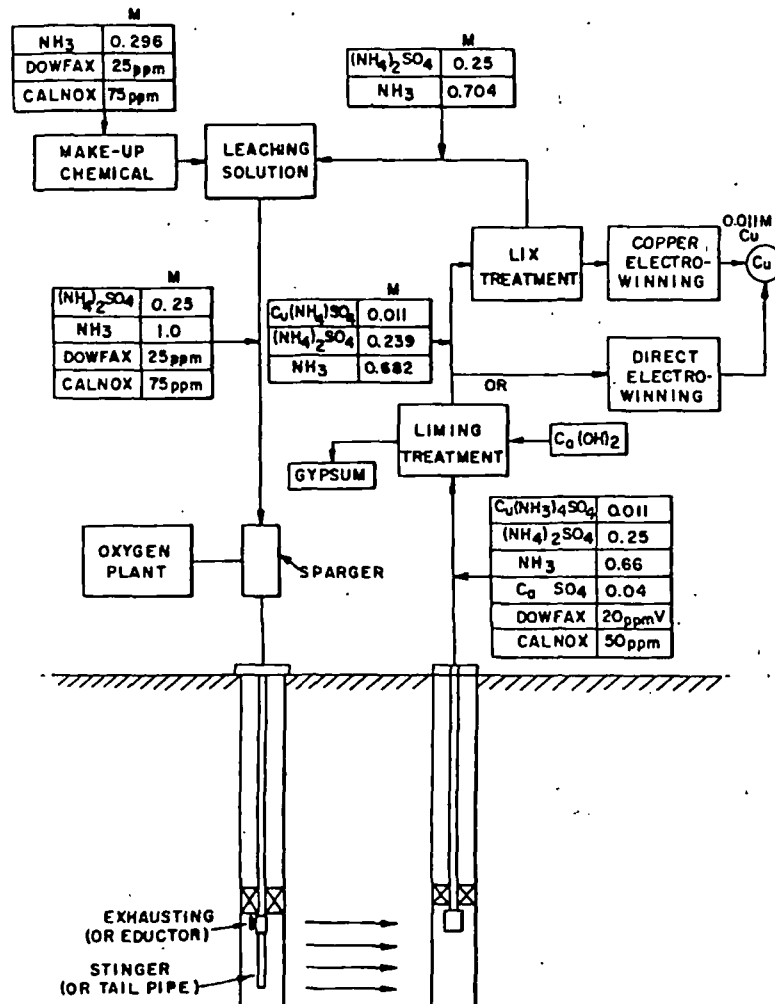 M
NH3 0.296
DOWFAX 25ppm
CALNOX 75ppm
MAKE-UP
CHEMICAL
LEACHING
SOLUTION
M
(NH4)2SO4 0.25
NH3 0.704
LIX
TREATMENT
COPPER
ELECTRO-
WINNING
0.011M
Cu
Cu
M
(NH4)2SO4 0.25
NH3 1.0
DOWFAX 25ppm
CALNOX 75ppm
M
Cu(NH4)SO4 0.011
(NH4)2SO4 0.239
NH3 0.682
OR
DIRECT
ELECTRO-
WINNING
LIMING
TREATMENT
Ca(OH)2
GYPSUM
Cu(NH3)4SO4 0.011
(NH4)2SO4 0.25
NH3 0.66
Ca SO4 0.04
DOWFAX 20ppmV
CALNOX 50ppm
OXYGEN
PLANT
SPARGER
EXHAUSTING
(OR EDUCTOR)
STINGER
(OR TAIL PIPE)